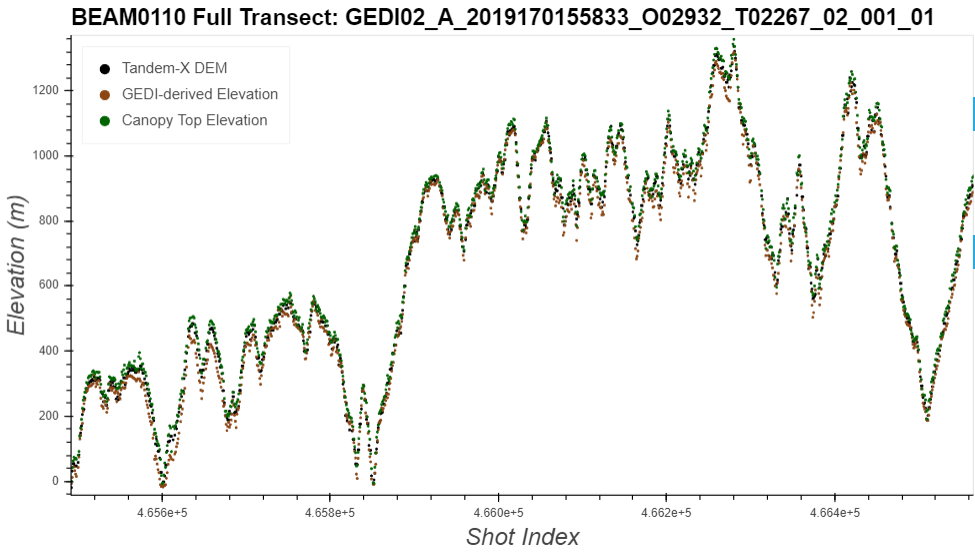 BEAM0110 Full Transect: GEDI02_A_2019170155833_O02932_T02267_02_001_01
Tandem-X DEM
GEDI-derived Elevation
Canopy Top Elevation
Elevation (m)
1200
1000
800
600
400
200
0
4.656e+5 4.658e+5 4.660e+5 4.662e+5 4.664e+5
Shot Index